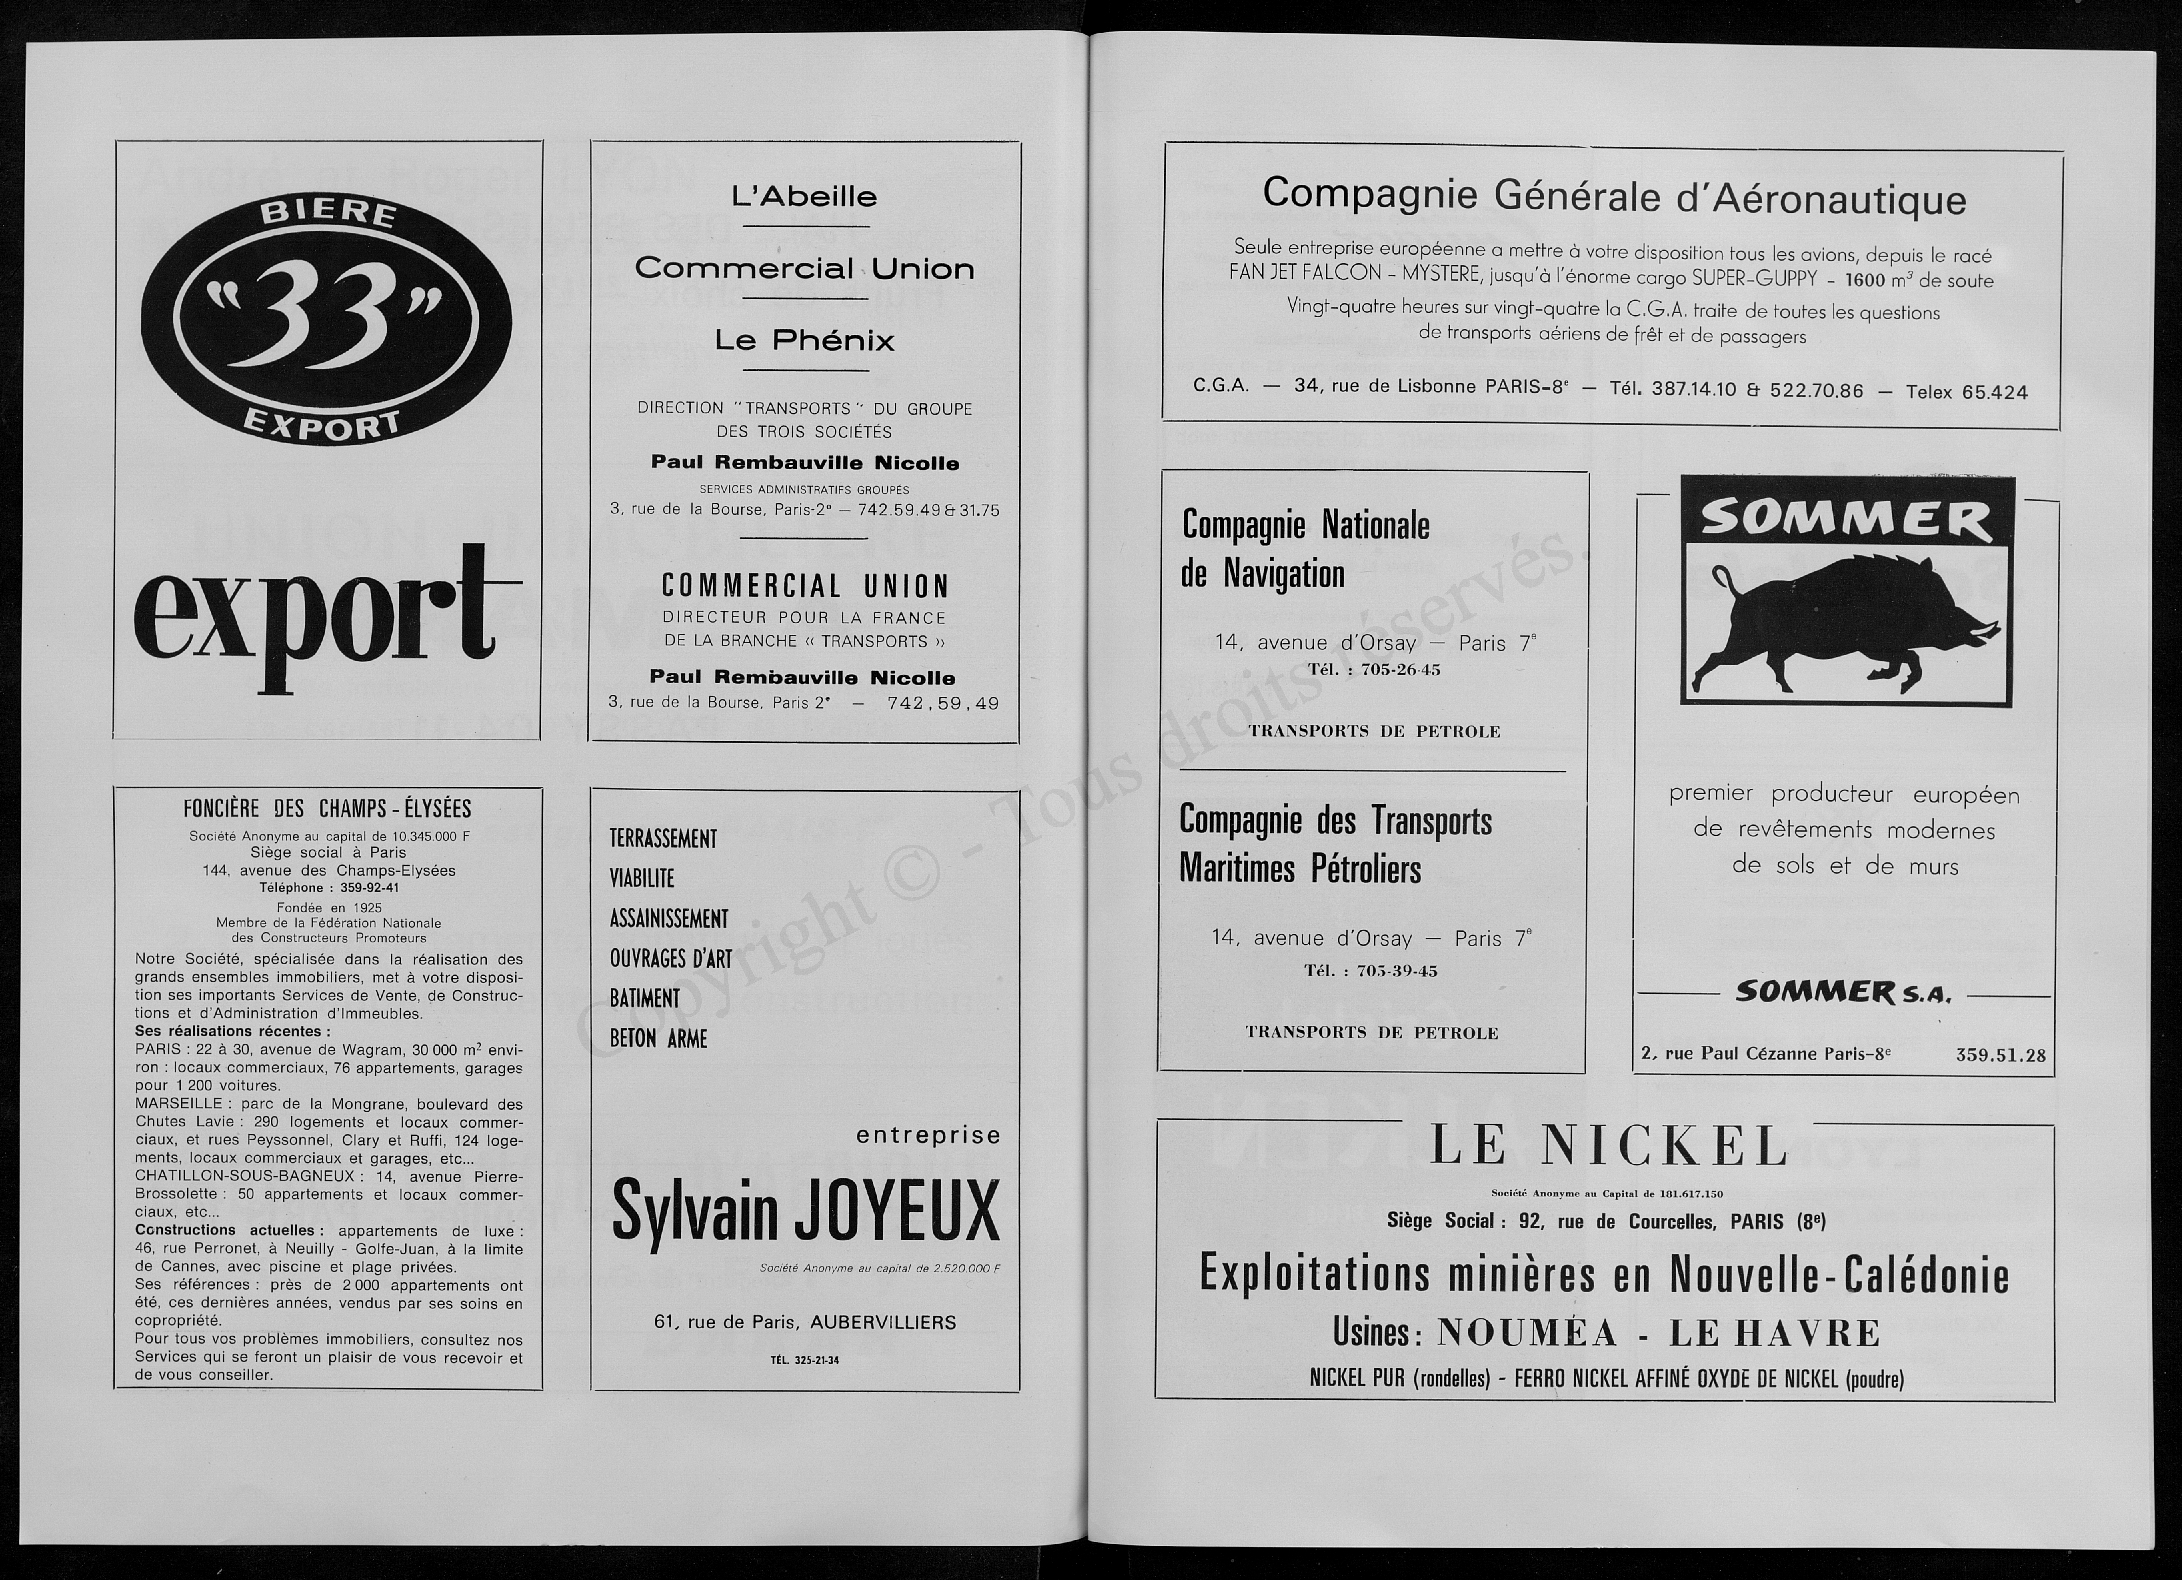 BIERE
"33"
EXPORT
export
L'Abeille
Commercial Union
Le Phénix
DIRECTION "TRANSPORTS" DU GROUPE
DES TROIS SOCIÉTÉS
Paul Rembauville Nicolle
SERVICES ADMINISTRATIFS GROUPÉS
3, rue de la Bourse, Paris-2e — 742.59.49 & 31.75
COMMERCIAL UNION
DIRECTEUR POUR LA FRANCE
DE LA BRANCHE « TRANSPORTS »
Paul Rembauville Nicolle
3, rue de la Bourse. Paris 2e — 742,59,49
FONCIÈRE DES CHAMPS-ÉLYSÉES
Société Anonyme au capital de 10.345.000 F
Siège social à Paris
144, avenue des Champs-Elysées
Téléphone : 359-92-41
Fondée en 1925
Membre de la Fédération Nationale
des Constructeurs Promoteurs
Notre Société, spécialisée dans la réalisation des
grands ensembles immobiliers, met à votre disposi-
tion ses importants Services de Vente, de Construc-
tions et d'Administration d'Immeubles.
Ses réalisations récentes :
PARIS : 22 à 30, avenue de Wagram, 30 000 m² envi-
ron : locaux commerciaux, 76 appartements, garages
pour 1 200 voitures.
MARSEILLE : parc de la Mongrane, boulevard des
Chutes Lavie : 290 logements et locaux commer-
ciaux, et rues Peyssonnel, Clary et Ruffi, 124 loge-
ments, locaux commerciaux et garages, etc...
CHATILLON-SOUS-BAGNEUX : 14, avenue Pierre-
Brossolette : 50 appartements et locaux commer-
ciaux, etc...
Constructions actuelles : appartements de luxe :
46, rue Perronet, à Neuilly - Golfe-Juan, à la limite
de Cannes, avec piscine et plage privées.
Ses références : près de 2 000 appartements ont
été, ces dernières années, vendus par ses soins en
copropriété.
Pour tous vos problèmes immobiliers, consultez nos
Services qui se feront un plaisir de vous recevoir et
de vous conseiller.
TERRASSEMENT
VIABILITE
ASSAINISSEMENT
OUVRAGES D'ART
BATIMENT
BETON ARME
entreprise
Sylvain JOYEUX
Société Anonyme au capital de 2.520.000 F
61, rue de Paris, AUBERVILLIERS
TÉL. 325-21-34
Compagnie Générale d'Aéronautique
Seule entreprise européenne a mettre à votre disposition tous les avions, depuis le racé
FAN JET FALCON - MYSTERE, jusqu'à l'énorme cargo SUPER-GUPPY - 1600 m³ de soute
Vingt-quatre heures sur vingt-quatre la C.G.A. traite de toutes les questions
de transports aériens de frêt et de passagers
C.G.A. — 34, rue de Lisbonne PARIS-8e — Tél. 387.14.10 & 522.70.86 — Telex 65.424
Compagnie Nationale
de Navigation
14, avenue d'Orsay — Paris 7e
Tél. : 705-26-45
TRANSPORTS DE PETROLE
Compagnie des Transports
Maritimes Pétroliers
14, avenue d'Orsay — Paris 7e
Tél. : 705-39-45
TRANSPORTS DE PETROLE
SOMMER
premier producteur européen
de revêtements modernes
de sols et de murs
SOMMER S.A.
2, rue Paul Cézanne Paris-8e 359.51.28
LE NICKEL
Société Anonyme au Capital de 181.617.150
Siège Social : 92, rue de Courcelles, PARIS (8e)
Exploitations minières en Nouvelle-Calédonie
Usines : NOUMÉA - LE HAVRE
NICKEL PUR (rondelles) - FERRO NICKEL AFFINÉ OXYDE DE NICKEL (poudre)
Copyright © - Tous droits réservés.